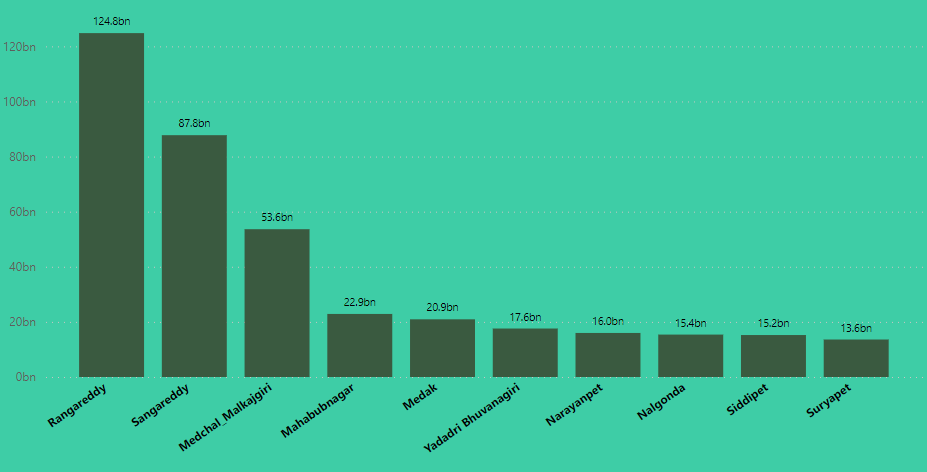 124.8bn
120bn
87.8bn
100bn
80bn
53.6bn
60bn
40bn
22.9bn
20.9bn
17.6bn
16.0bn
15.4bn
15.2bn
13.6bn
20bn
0bn
Rangareddy
Sangareddy
Medchal_Malkajgiri
Mahabubnagar
Medak
Yadadri Bhuvanagiri
Narayanpet
Nalgonda
Siddipet
Suryapet